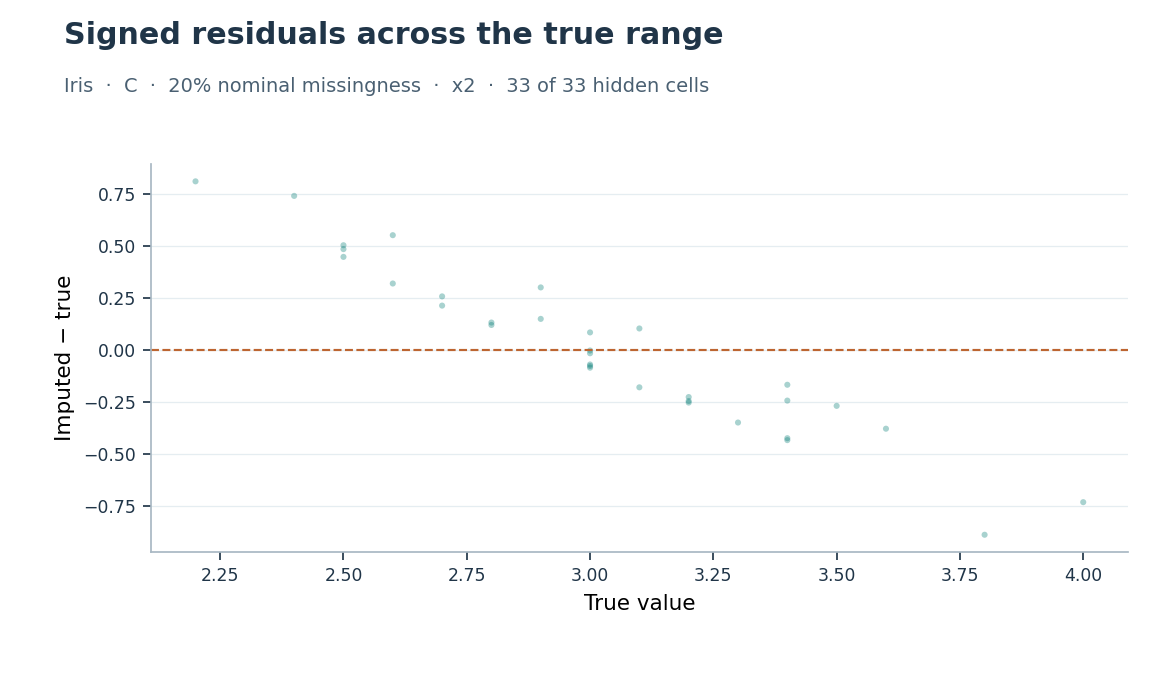 Signed residuals across the true range
Iris · C · 20% nominal missingness · x2 · 33 of 33 hidden cells
Imputed − true
0.75
0.50
0.25
0.00
−0.25
−0.50
−0.75
2.25 2.50 2.75 3.00 3.25 3.50 3.75 4.00
True value